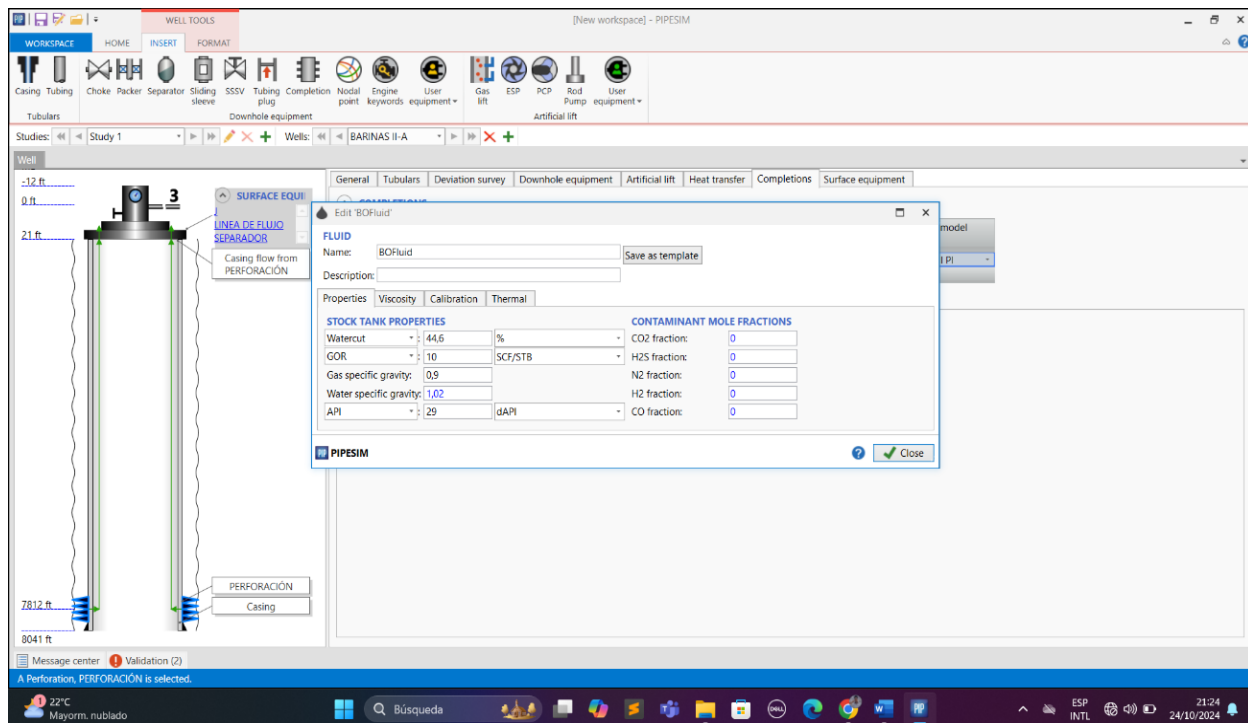 WELL TOOLS
[New workspace] - PIPESIM
WORKSPACE HOME INSERT FORMAT
Casing Tubing Choke Packer Separator Sliding sleeve SSSV Tubing plug Completion Nodal point Engine keywords User equipment Gas lift ESP PCP Rod Pump User equipment
Tubulars Downhole equipment Artificial lift
Studies: Study 1 Wells: BARINAS II-A
Well
General Tubulars Deviation survey Downhole equipment Artificial lift Heat transfer Completions Surface equipment
-12 ft
0 ft
21 ft
3
SURFACE EQUI
LINEA DE FLUJO
SEPARADOR
Casing flow from
PERFORACIÓN
PERFORACIÓN
Casing
7812 ft
8041 ft
model
PI
Edit 'BOFluid'
FLUID
Name: BOFluid Save as template
Description:
Properties Viscosity Calibration Thermal
STOCK TANK PROPERTIES CONTAMINANT MOLE FRACTIONS
Watercut : 44,6 % CO2 fraction: 0
GOR : 10 SCF/STB H2S fraction: 0
Gas specific gravity: 0,9 N2 fraction: 0
Water specific gravity: 1,02 H2 fraction: 0
API : 29 dAPI CO fraction: 0
PIPESIM Close
Message center Validation (2)
A Perforation, PERFORACIÓN is selected.
1
22°C
Mayorm. nublado
Búsqueda
DELL
PIP
ESP
INTL
21:24
24/10/2024